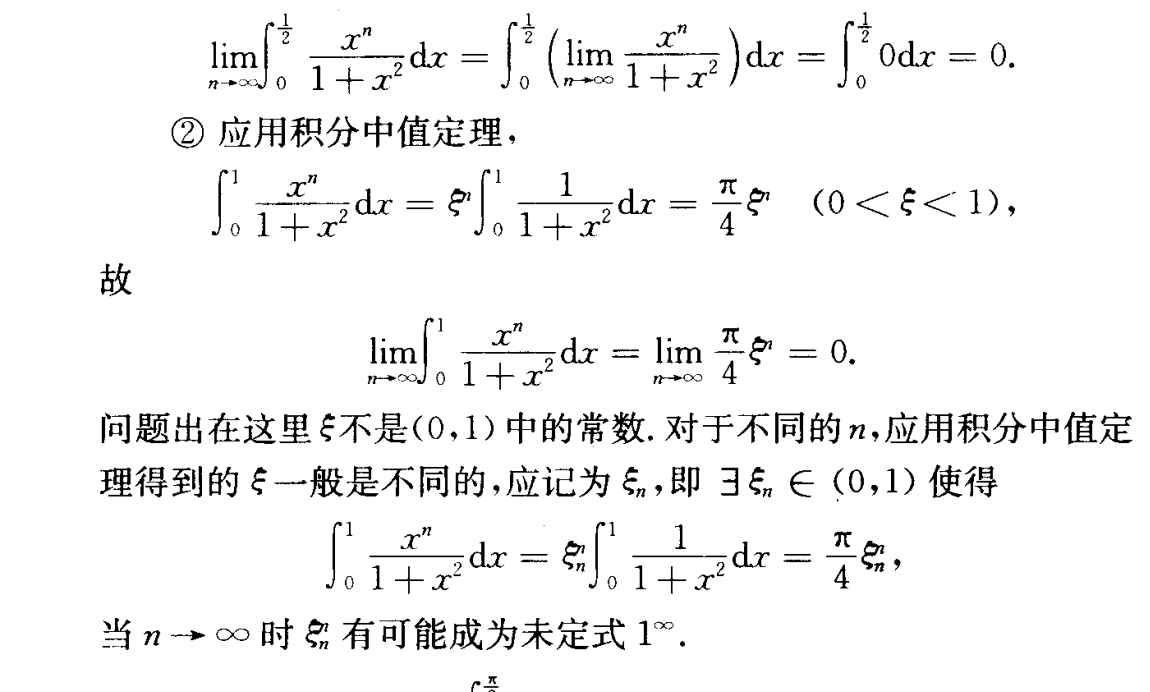 $$\lim_{n\to\infty}\int_0^{\frac{1}{2}}\frac{x^n}{1+x^2}\mathrm{d}x=\int_0^{\frac{1}{2}}\left(\lim_{n\to\infty}\frac{x^n}{1+x^2}\right)\mathrm{d}x=\int_0^{\frac{1}{2}}0\mathrm{d}x=0.$$
② 应用积分中值定理,
$$\int_0^1\frac{x^n}{1+x^2}\mathrm{d}x=\xi^n\int_0^1\frac{1}{1+x^2}\mathrm{d}x=\frac{\pi}{4}\xi^n\quad(0<\xi<1),$$
故
$$\lim_{n\to\infty}\int_0^1\frac{x^n}{1+x^2}\mathrm{d}x=\lim_{n\to\infty}\frac{\pi}{4}\xi^n=0.$$
问题出在这里 $\xi$ 不是(0,1) 中的常数. 对于不同的 $n$,应用积分中值定
理得到的 $\xi$ 一般是不同的,应记为 $\xi_n$,即 $\exists\,\xi_n\in(0,1)$ 使得
$$\int_0^1\frac{x^n}{1+x^2}\mathrm{d}x=\xi_n^n\int_0^1\frac{1}{1+x^2}\mathrm{d}x=\frac{\pi}{4}\xi_n^n,$$
当 $n\to\infty$ 时 $\xi_n^n$ 有可能成为未定式 $1^\infty$.